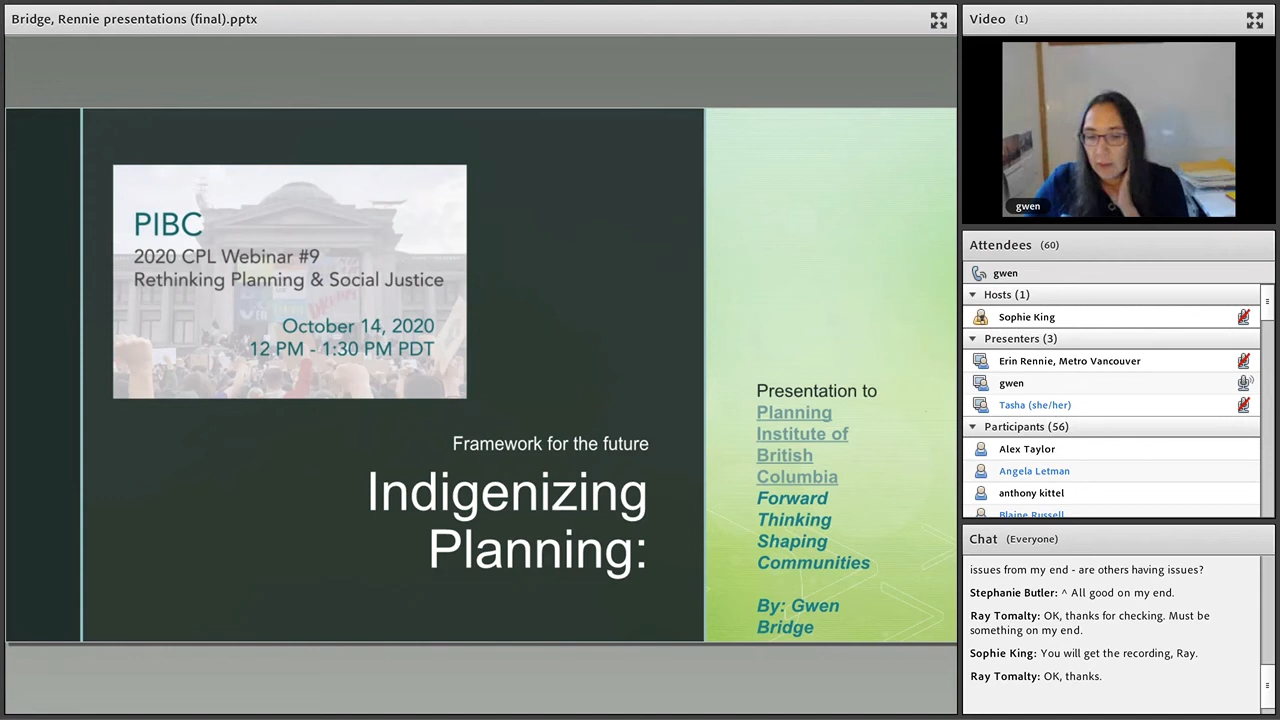 Bridge, Rennie presentations (final).pptx
PIBC
2020 CPL Webinar #9
Rethinking Planning & Social Justice
October 14, 2020
12 PM - 1:30 PM PDT
Framework for the future
Indigenizing
Planning:
Presentation to
Planning
Institute of
British
Columbia
Forward
Thinking
Shaping
Communities
By: Gwen
Bridge
Video (1)
gwen
Attendees (60)
gwen
Hosts (1)
Sophie King
Presenters (3)
Erin Rennie, Metro Vancouver
gwen
Tasha (she/her)
Participants (56)
Alex Taylor
Angela Letman
anthony kittel
Blaine Russell
Chat (Everyone)
issues from my end - are others having issues?
Stephanie Butler: ^ All good on my end.
Ray Tomalty: OK, thanks for checking. Must be
something on my end.
Sophie King: You will get the recording, Ray.
Ray Tomalty: OK, thanks.